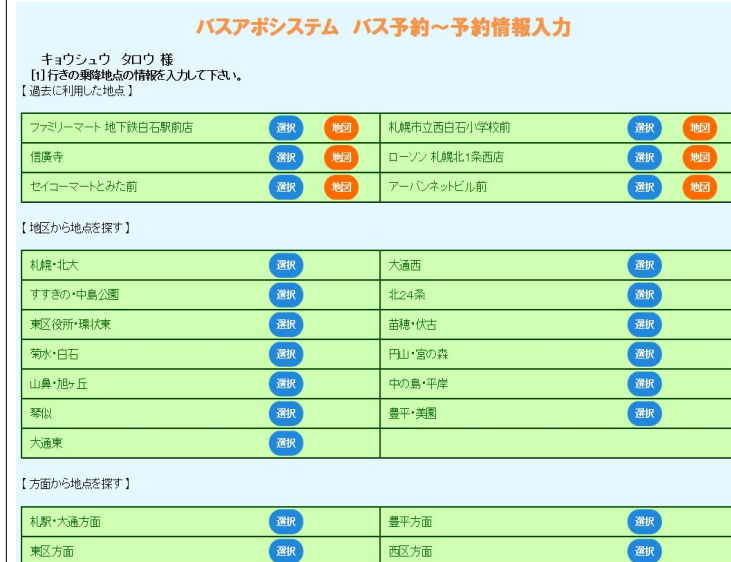 バスアポシステム バス予約～予約情報入力
キョウシュウ タロウ 様
[1]行きの乗降地点の情報を入力して下さい。
【過去に利用した地点】
ファミリーマート 地下鉄白石駅前店 選択 地図 札幌市立西白石小学校前 選択 地図
信廣寺 選択 地図 ローソン 札幌北1条西店 選択 地図
セイコーマートとみた前 選択 地図 アーバンネットビル前 選択 地図
【地区から地点を探す】
札幌・北大 選択 大通西 選択
すすきの・中島公園 選択 北24条 選択
東区役所・環状東 選択 苗穂・伏古 選択
菊水・白石 選択 円山・宮の森 選択
山鼻・旭ヶ丘 選択 中の島・平岸 選択
琴似 選択 豊平・美園 選択
大通東 選択
【方面から地点を探す】
札駅・大通方面 選択 豊平方面 選択
東区方面 選択 西区方面 選択